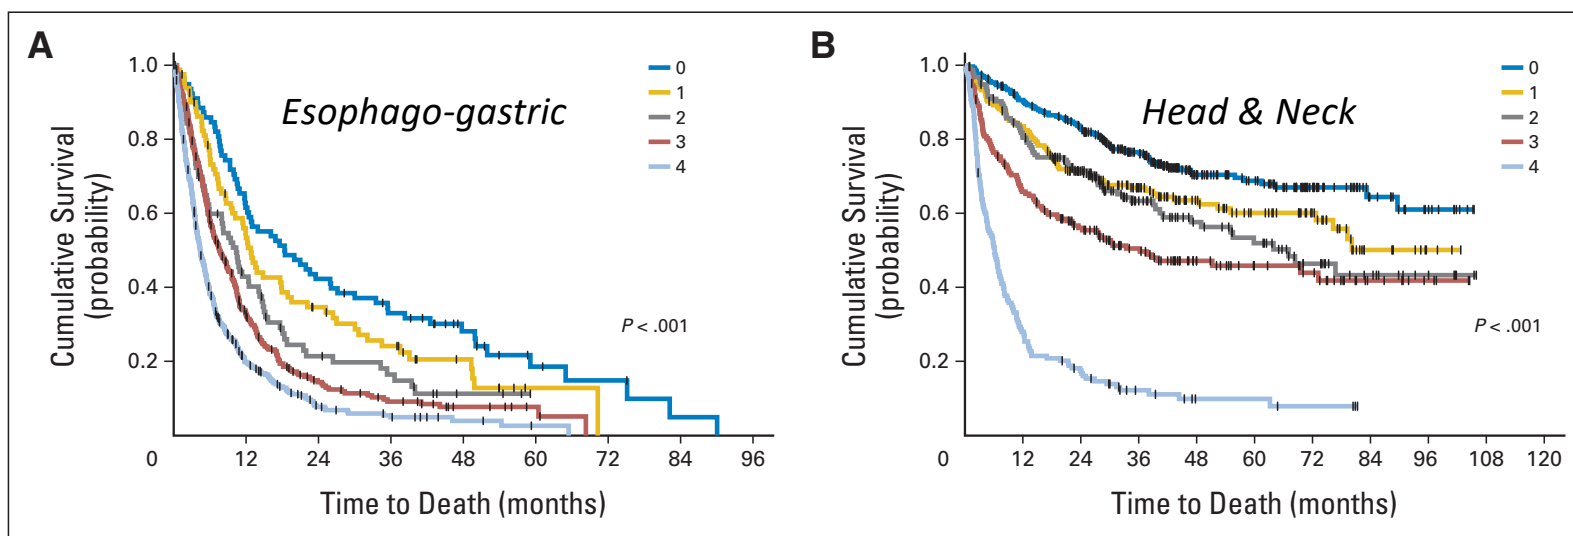 A
Esophago-gastric
0
1
2
3
4
1.0
0.8
0.6
0.4
0.2
Cumulative Survival
(probability)
P < .001
0 12 24 36 48 60 72 84 96
Time to Death (months)
B
Head & Neck
0
1
2
3
4
1.0
0.8
0.6
0.4
0.2
Cumulative Survival
(probability)
P < .001
0 12 24 36 48 60 72 84 96 108 120
Time to Death (months)